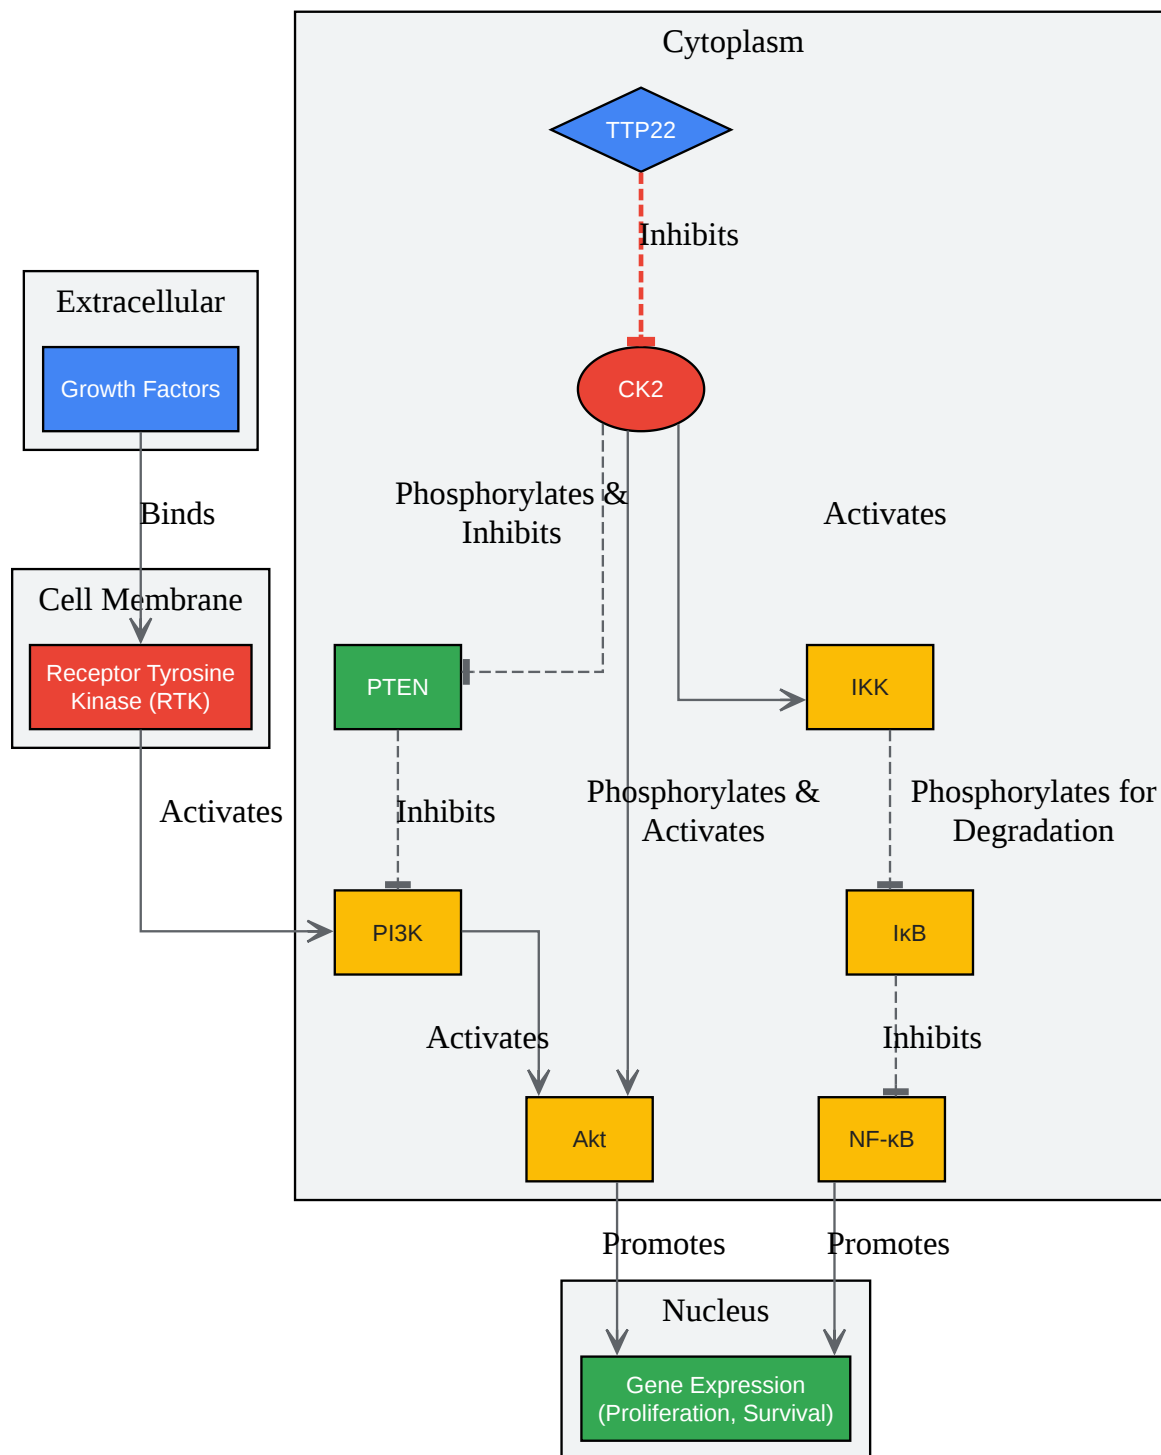 Cytoplasm
TTP22
Inhibits
Extracellular
Growth Factors
CK2
Binds
Phosphorylates &
Inhibits
Activates
Cell Membrane
Receptor Tyrosine
Kinase (RTK)
PTEN
IKK
Activates
Inhibits
Phosphorylates &
Activates
Phosphorylates for
Degradation
PI3K
IκB
Activates
Inhibits
Akt
NF-κB
Promotes
Promotes
Nucleus
Gene Expression
(Proliferation, Survival)